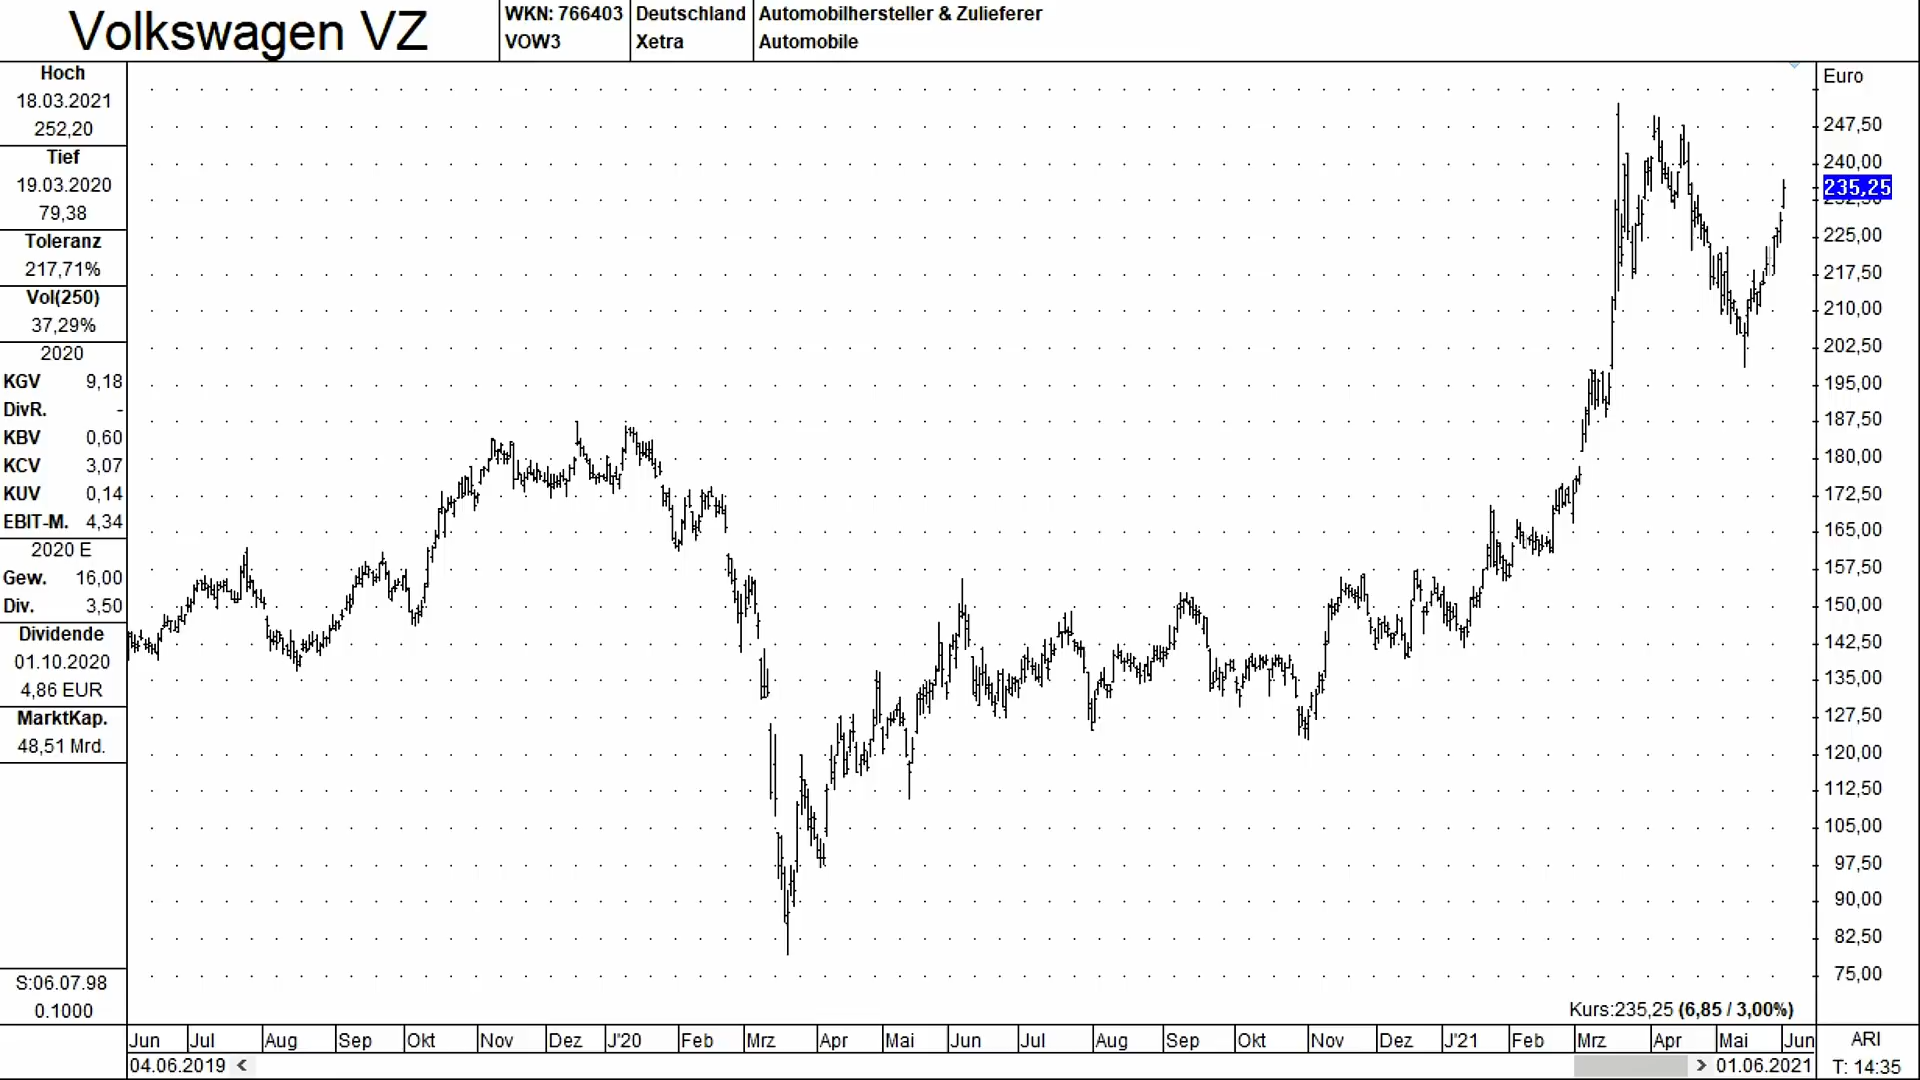 Volkswagen VZ
WKN: 766403
VOW3
Deutschland
Xetra
Automobilhersteller & Zulieferer
Automobile
Hoch
18.03.2021
252,20
Tief
19.03.2020
79,38
Toleranz
217,71%
Vol(250)
37,29%
2020
KGV 9,18
DivR. -
KBV 0,60
KCV 3,07
KUV 0,14
EBIT-M. 4,34
2020 E
Gew. 16,00
Div. 3,50
Dividende
01.10.2020
4,86 EUR
MarktKap.
48,51 Mrd.
S:06.07.98
0.1000
Euro
247,50
240,00
235,25
232,50
225,00
217,50
210,00
202,50
195,00
187,50
180,00
172,50
165,00
157,50
150,00
142,50
135,00
127,50
120,00
112,50
105,00
97,50
90,00
82,50
75,00
Kurs:235,25 (6,85 / 3,00%)
Jun Jul Aug Sep Okt Nov Dez J'20 Feb Mrz Apr Mai Jun Jul Aug Sep Okt Nov Dez J'21 Feb Mrz Apr Mai Jun
ARI
04.06.2019 < > 01.06.2021
T: 14:35